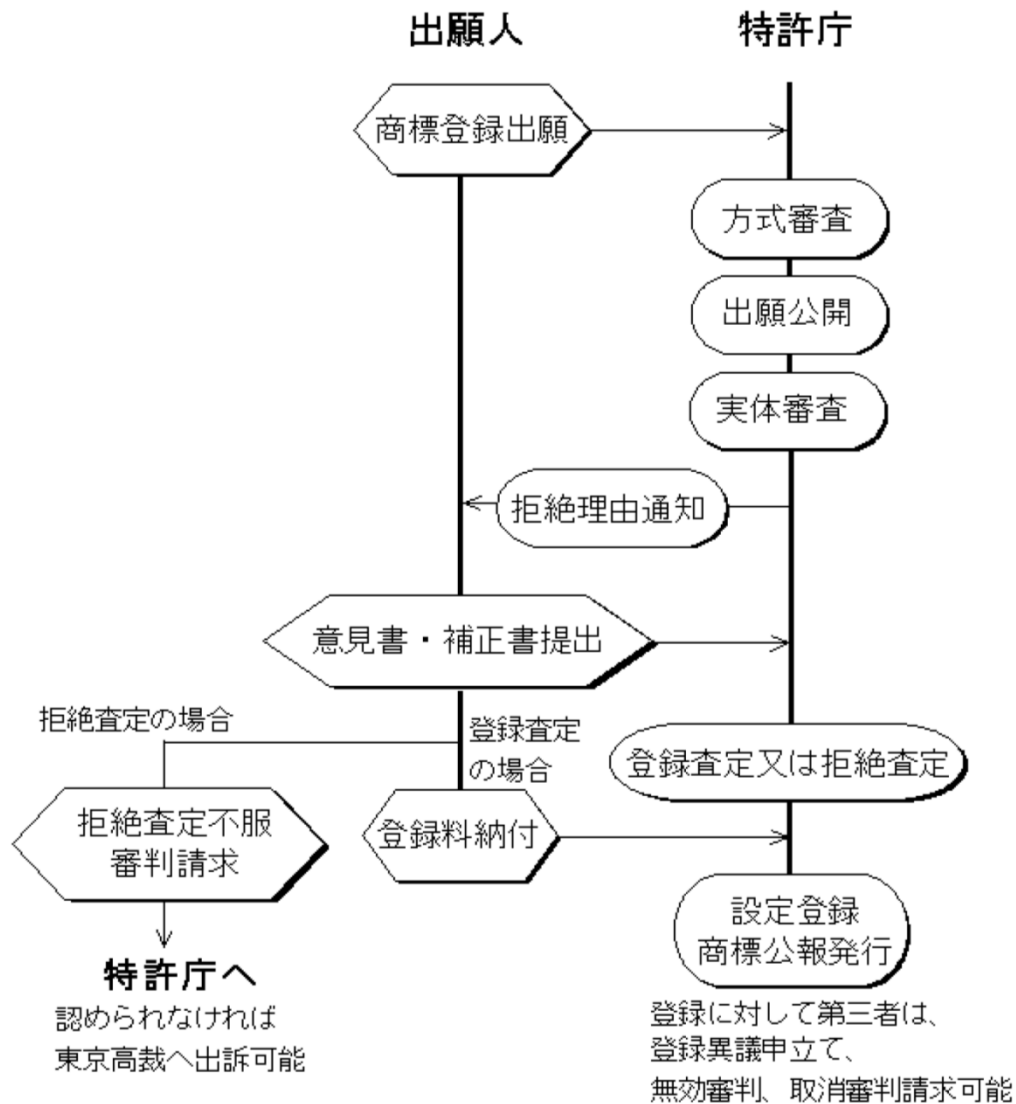 出願人
特許庁
商標登録出願
方式審査
出願公開
実体審査
拒絶理由通知
意見書・補正書提出
拒絶査定の場合
登録査定
の場合
登録査定又は拒絶査定
拒絶査定不服
審判請求
登録料納付
設定登録
商標公報発行
特許庁へ
認められなければ
東京高裁へ出訴可能
登録に対して第三者は、
登録異議申立て、
無効審判、取消審判請求可能